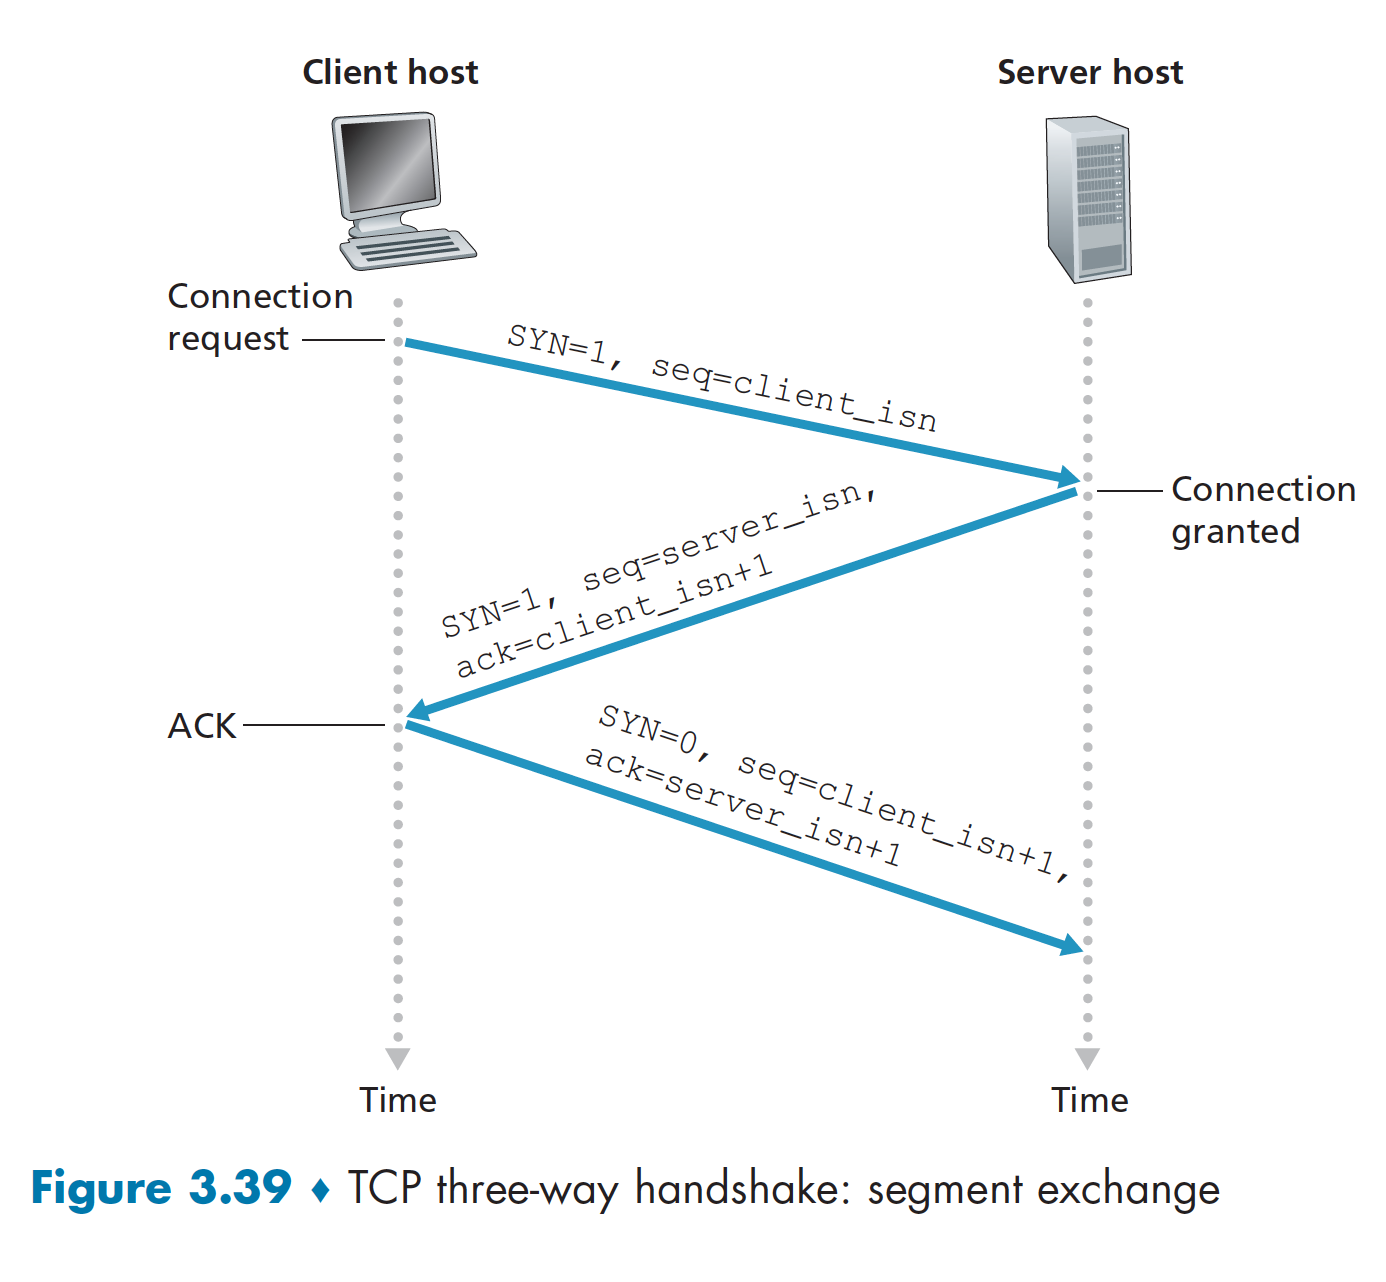 Client host
Server host
Connection
request
SYN=1, seq=client_isn
Connection
granted
SYN=1, seq=server_isn,
ack=client_isn+1
ACK
SYN=0, seq=client_isn+1,
ack=server_isn+1
Time
Time
Figure 3.39 ♦ TCP three-way handshake: segment exchange